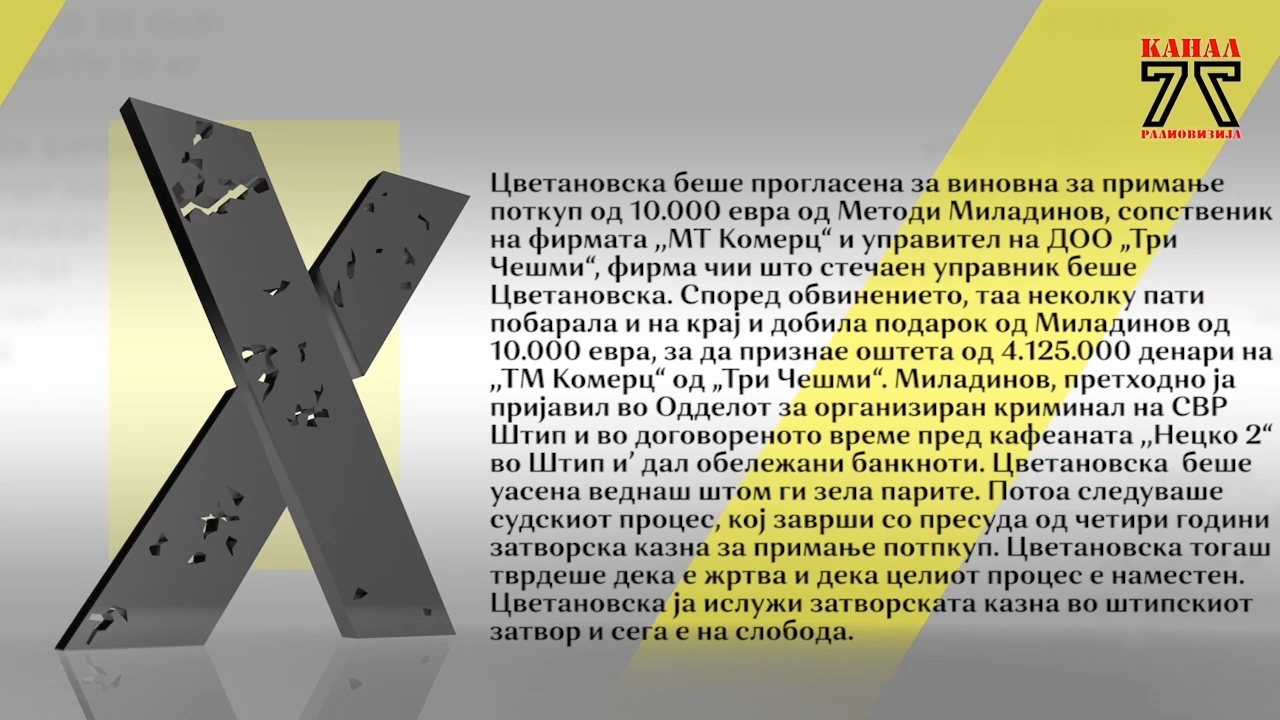 КАНАЛ
77
РАДИОВИЗИЈА
Цветановска беше прогласена за виновна за примање
поткуп од 10.000 евра од Методи Миладинов, сопственик
на фирмата ,,МТ Комерц“ и управител на ДОО „Три
Чешми“, фирма чии што стечаен управник беше
Цветановска. Според обвинението, таа неколку пати
побарала и на крај и добила подарок од Миладинов од
10.000 евра, за да признае оштета од 4.125.000 денари на
,,ТМ Комерц“ од „Три Чешми“. Миладинов, претходно ја
пријавил во Одделот за организиран криминал на СВР
Штип и во договореното време пред кафеаната ,,Нецко 2“
во Штип и’ дал обележани банкноти. Цветановска  беше
уасена веднаш штом ги зела парите. Потоа следуваше
судскиот процес, кој заврши со пресуда од четири години
затворска казна за примање потпкуп. Цветановска тогаш
тврдеше дека е жртва и дека целиот процес е наместен.
Цветановска ја ислужи затворската казна во штипскиот
затвор и сега е на слобода.